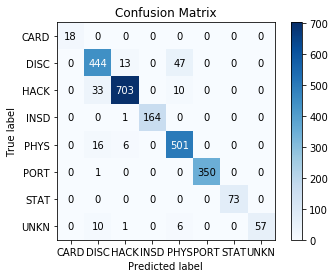 Confusion Matrix
CARD 18 0 0 0 0 0 0 0
DISC 0 444 13 0 47 0 0 0
HACK 0 33 703 0 10 0 0 0
INSD 0 0 1 164 0 0 0 0
PHYS 0 16 6 0 501 0 0 0
PORT 0 1 0 0 0 350 0 0
STAT 0 0 0 0 0 0 73 0
UNKN 0 10 1 0 6 0 0 57
CARD DISC HACK INSD PHYS PORT STAT UNKN
Predicted label
True label
700
600
500
400
300
200
100
0